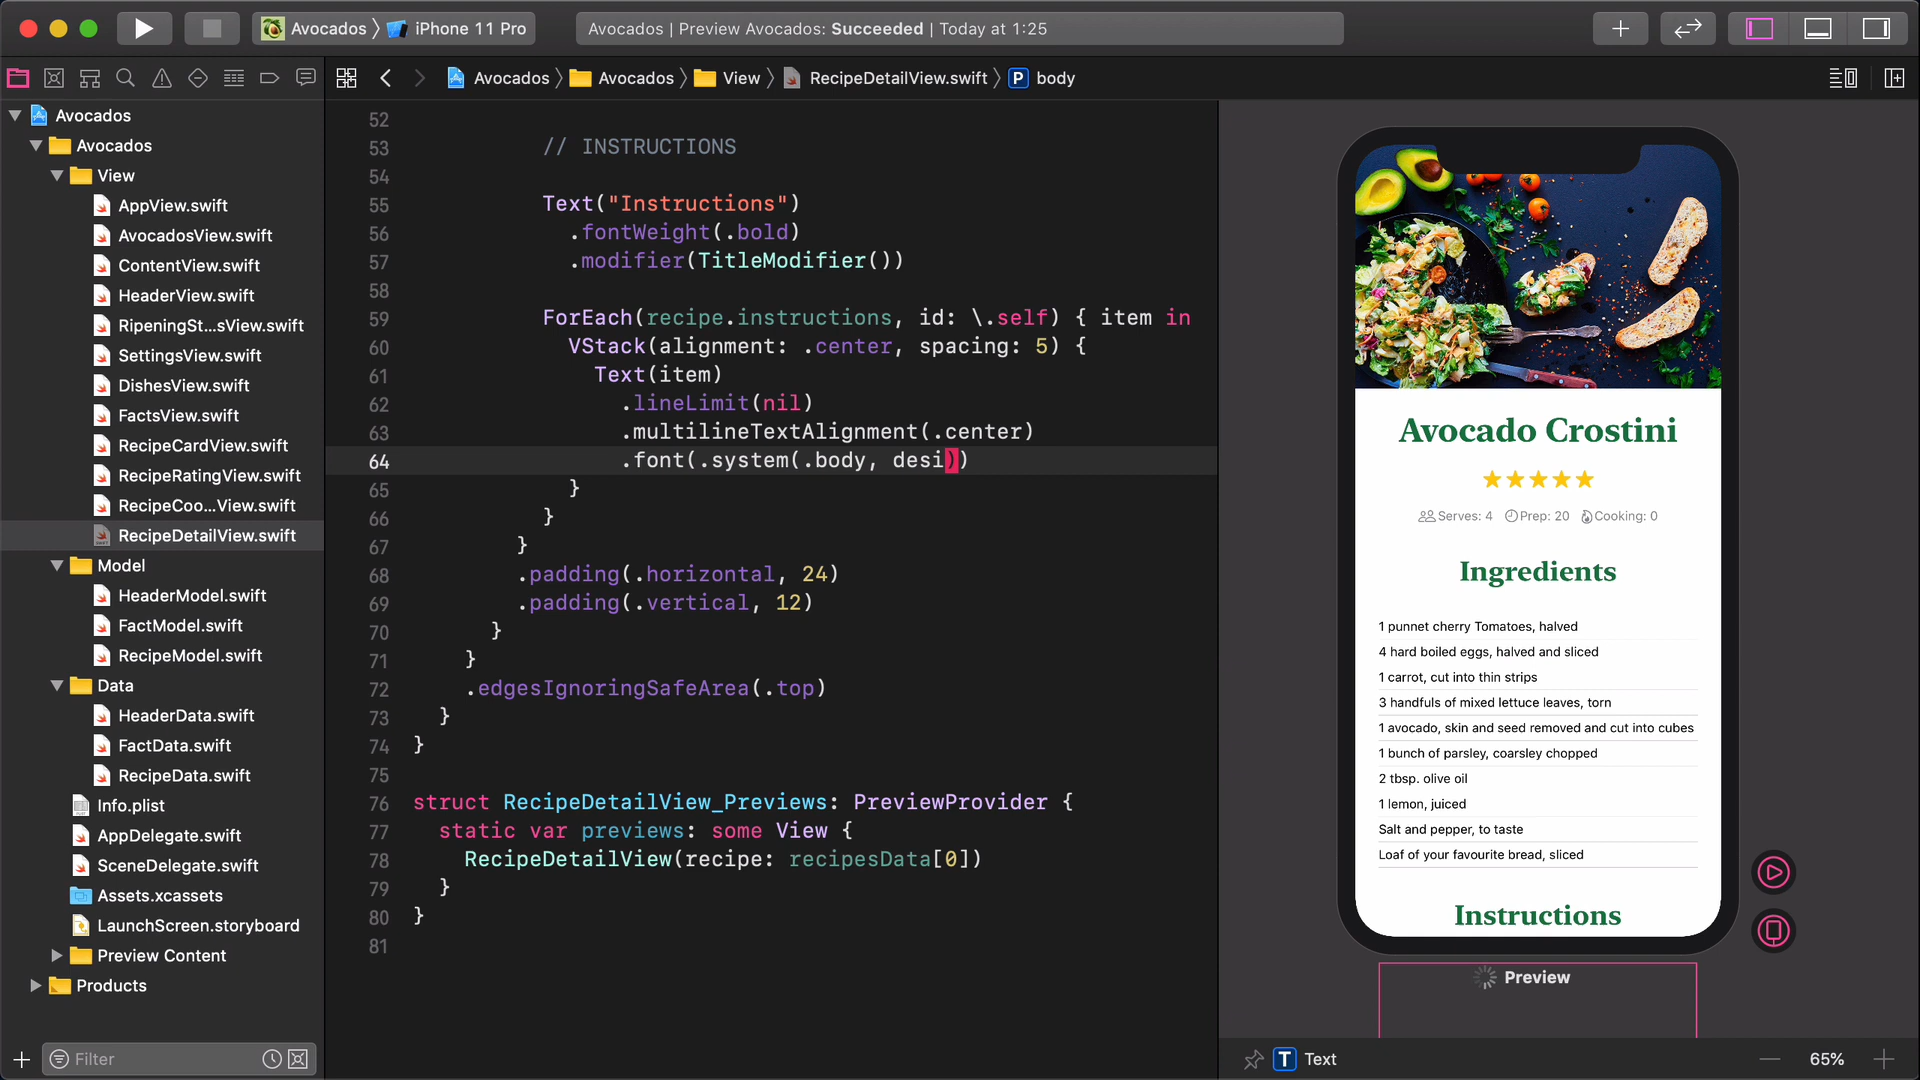 Avocados
iPhone 11 Pro
Avocados | Preview Avocados: Succeeded | Today at 1:25
Avocados
Avocados
View
RecipeDetailView.swift
P
body
Avocados
Avocados
View
AppView.swift
AvocadosView.swift
ContentView.swift
HeaderView.swift
RipeningSt...sView.swift
SettingsView.swift
DishesView.swift
FactsView.swift
RecipeCardView.swift
RecipeRatingView.swift
RecipeCoo...View.swift
RecipeDetailView.swift
Model
HeaderModel.swift
FactModel.swift
RecipeModel.swift
Data
HeaderData.swift
FactData.swift
RecipeData.swift
Info.plist
AppDelegate.swift
SceneDelegate.swift
Assets.xcassets
LaunchScreen.storyboard
Preview Content
Products
Filter
52
53 // INSTRUCTIONS
54
55 Text("Instructions")
56 .fontWeight(.bold)
57 .modifier(TitleModifier())
58
59 ForEach(recipe.instructions, id: \.self) { item in
60 VStack(alignment: .center, spacing: 5) {
61 Text(item)
62 .lineLimit(nil)
63 .multilineTextAlignment(.center)
64 .font(.system(.body, desi))
65 }
66 }
67 }
68 .padding(.horizontal, 24)
69 .padding(.vertical, 12)
70 }
71 }
72 .edgesIgnoringSafeArea(.top)
73 }
74 }
75
76 struct RecipeDetailView_Previews: PreviewProvider {
77 static var previews: some View {
78 RecipeDetailView(recipe: recipesData[0])
79 }
80 }
81
Avocado Crostini
Serves: 4 Prep: 20 Cooking: 0
Ingredients
1 punnet cherry Tomatoes, halved
4 hard boiled eggs, halved and sliced
1 carrot, cut into thin strips
3 handfuls of mixed lettuce leaves, torn
1 avocado, skin and seed removed and cut into cubes
1 bunch of parsley, coarsley chopped
2 tbsp. olive oil
1 lemon, juiced
Salt and pepper, to taste
Loaf of your favourite bread, sliced
Instructions
Preview
T
Text
65%